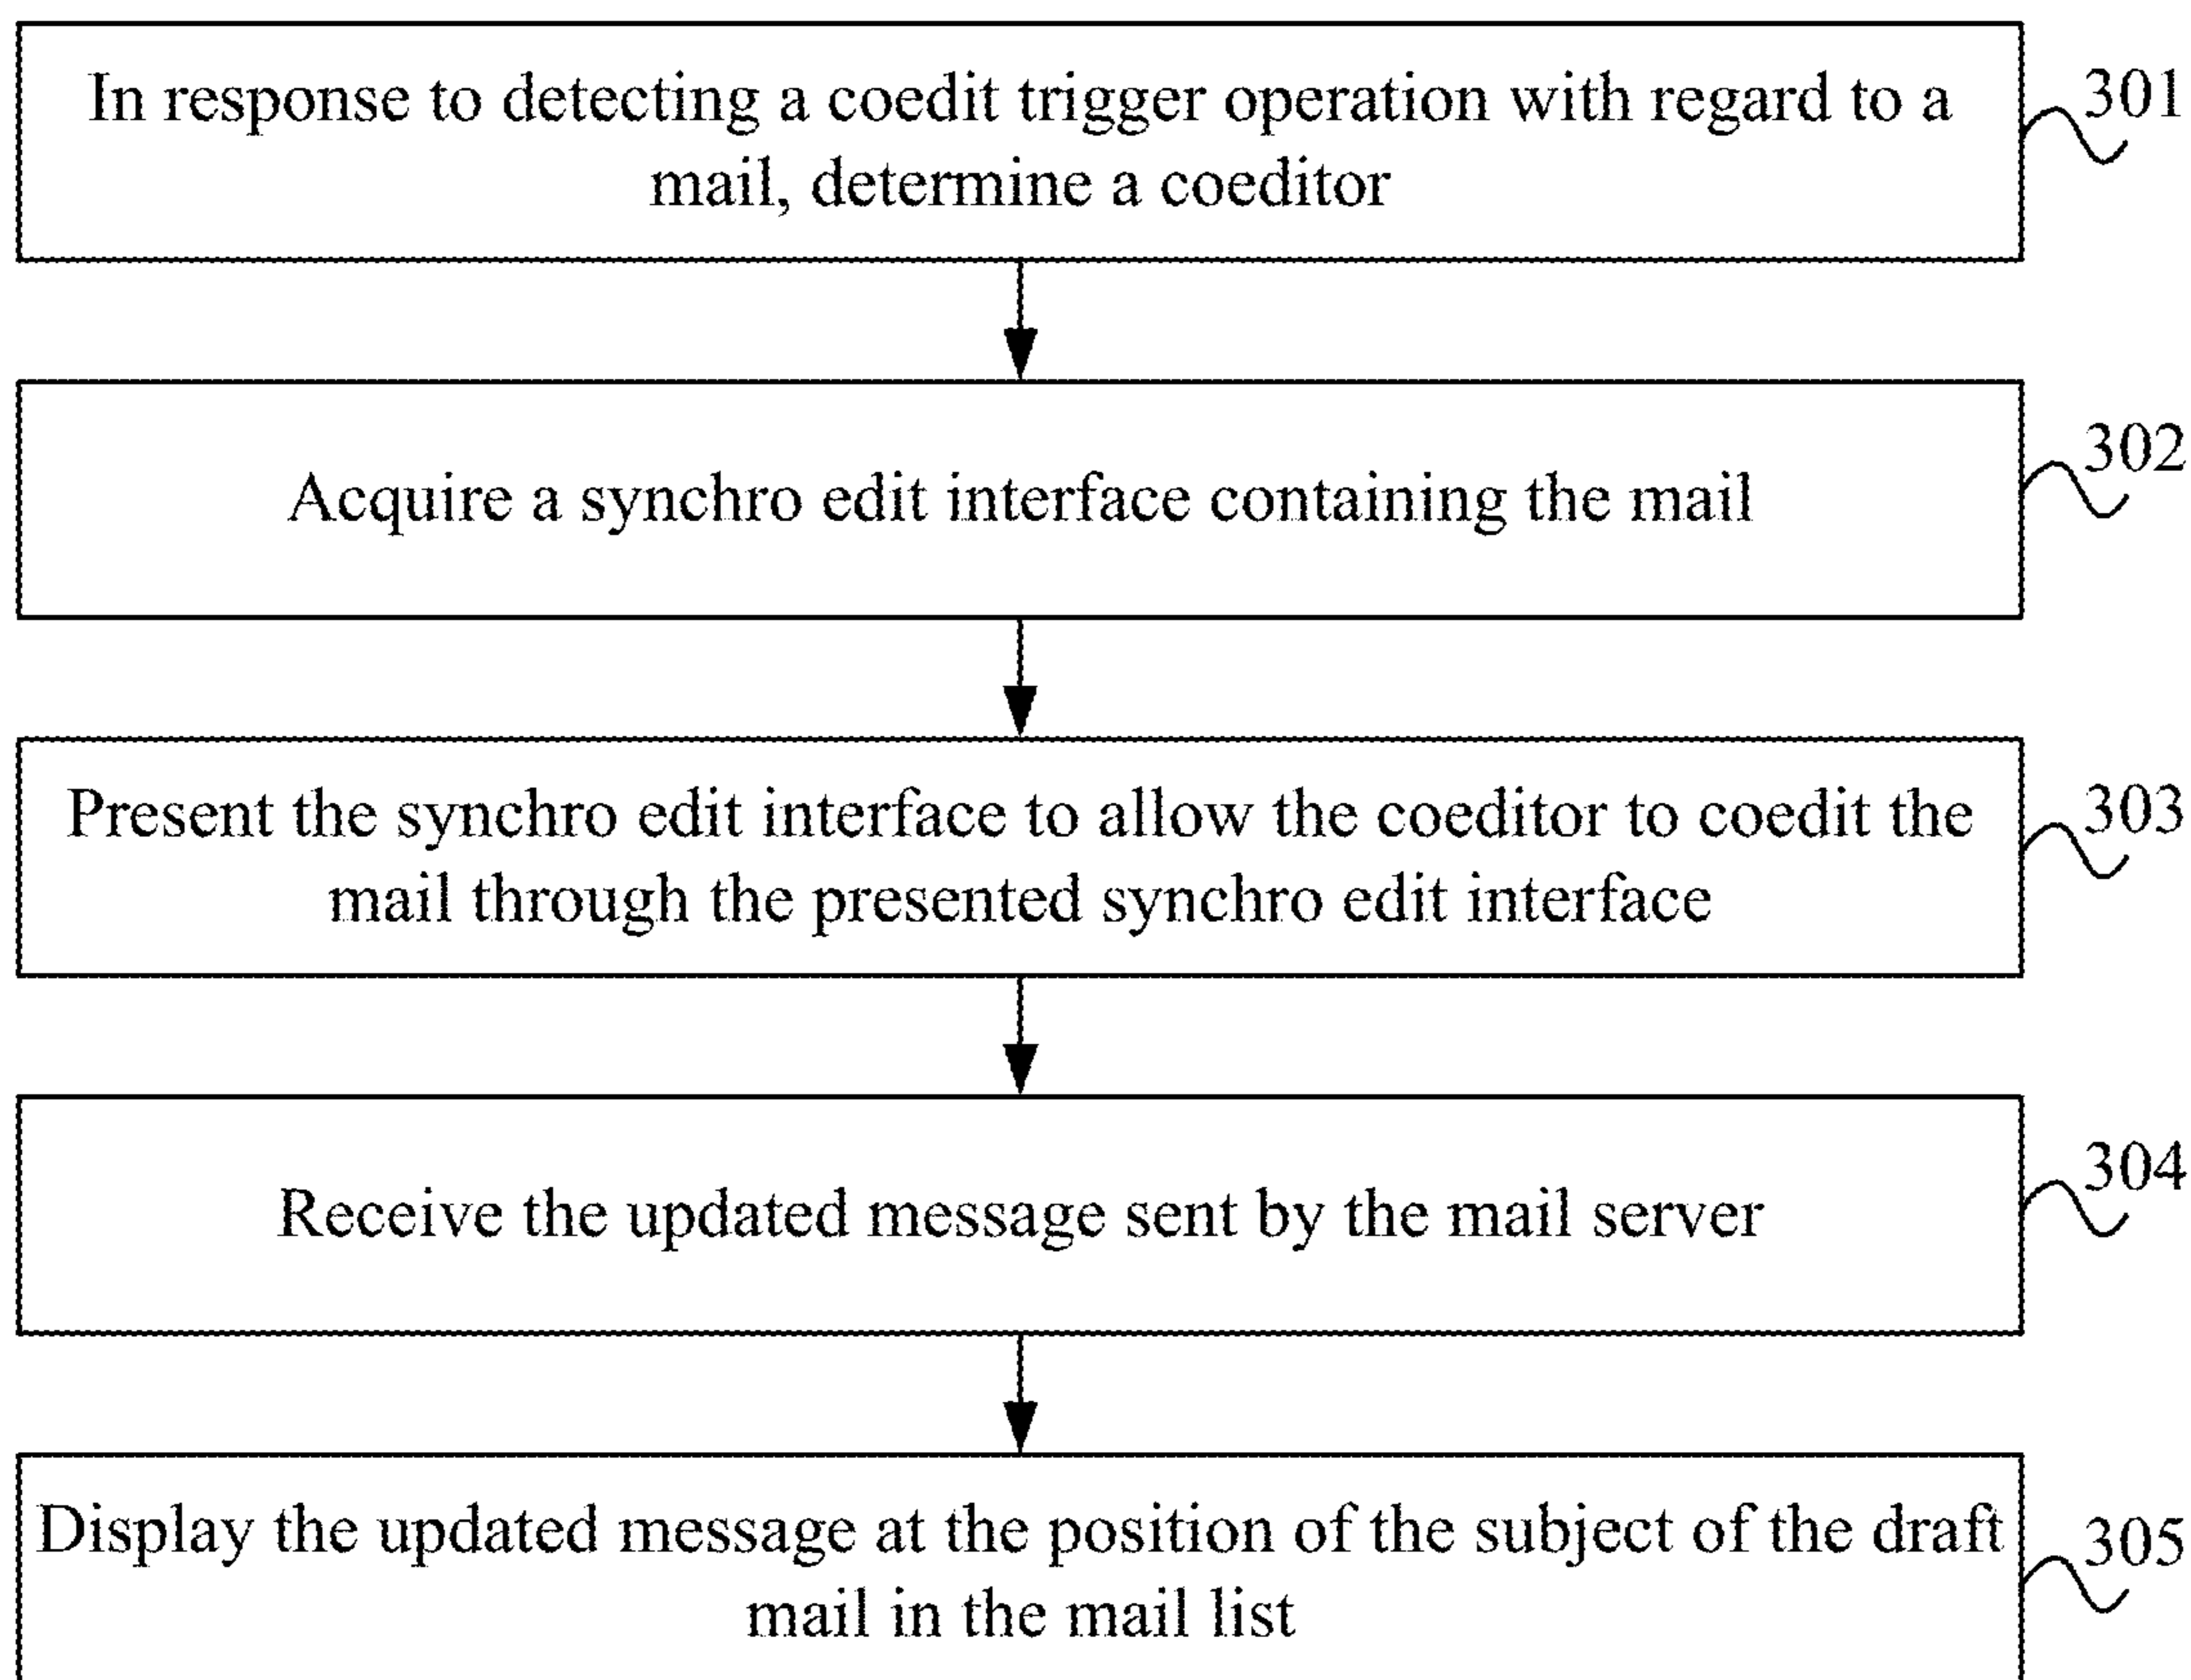 In response to detecting a coedit trigger operation with regard to a
mail, determine a coeditor
301
Acquire a synchro edit interface containing the mail
302
Present the synchro edit interface to allow the coeditor to coedit the
mail through the presented synchro edit interface
303
Receive the updated message sent by the mail server
304
Display the updated message at the position of the subject of the draft
mail in the mail list
305